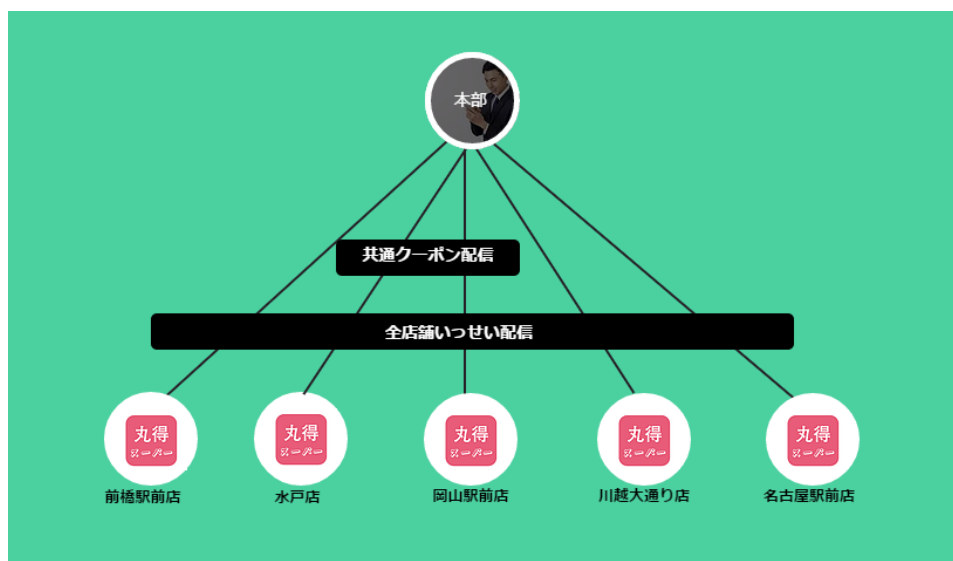 本部
共通クーポン配信
全店舗いっせい配信
丸得
スーパー
前橋駅前店
丸得
スーパー
水戸店
丸得
スーパー
岡山駅前店
丸得
スーパー
川越大通り店
丸得
スーパー
名古屋駅前店